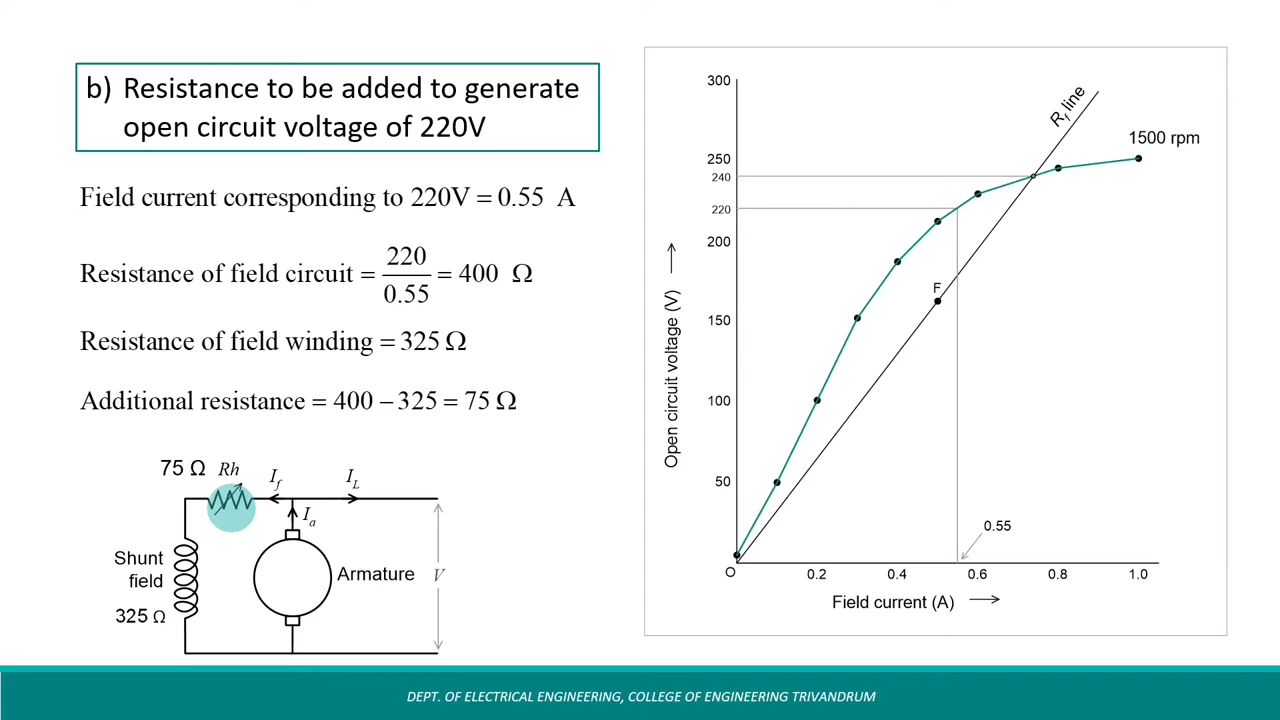 b) Resistance to be added to generate
open circuit voltage of 220V
Field current corresponding to 220V = 0.55 A
Resistance of field circuit = 220/0.55 = 400 Ω
Resistance of field winding = 325 Ω
Additional resistance = 400 − 325 = 75 Ω
75 Ω Rh
I_f
I_L
I_a
Shunt
field
325 Ω
Armature
V
300
250
240
220
200
150
100
50
O
0.2
0.4
0.6
0.8
1.0
Open circuit voltage (V)
Field current (A)
R_f line
1500 rpm
F
0.55
DEPT. OF ELECTRICAL ENGINEERING, COLLEGE OF ENGINEERING TRIVANDRUM